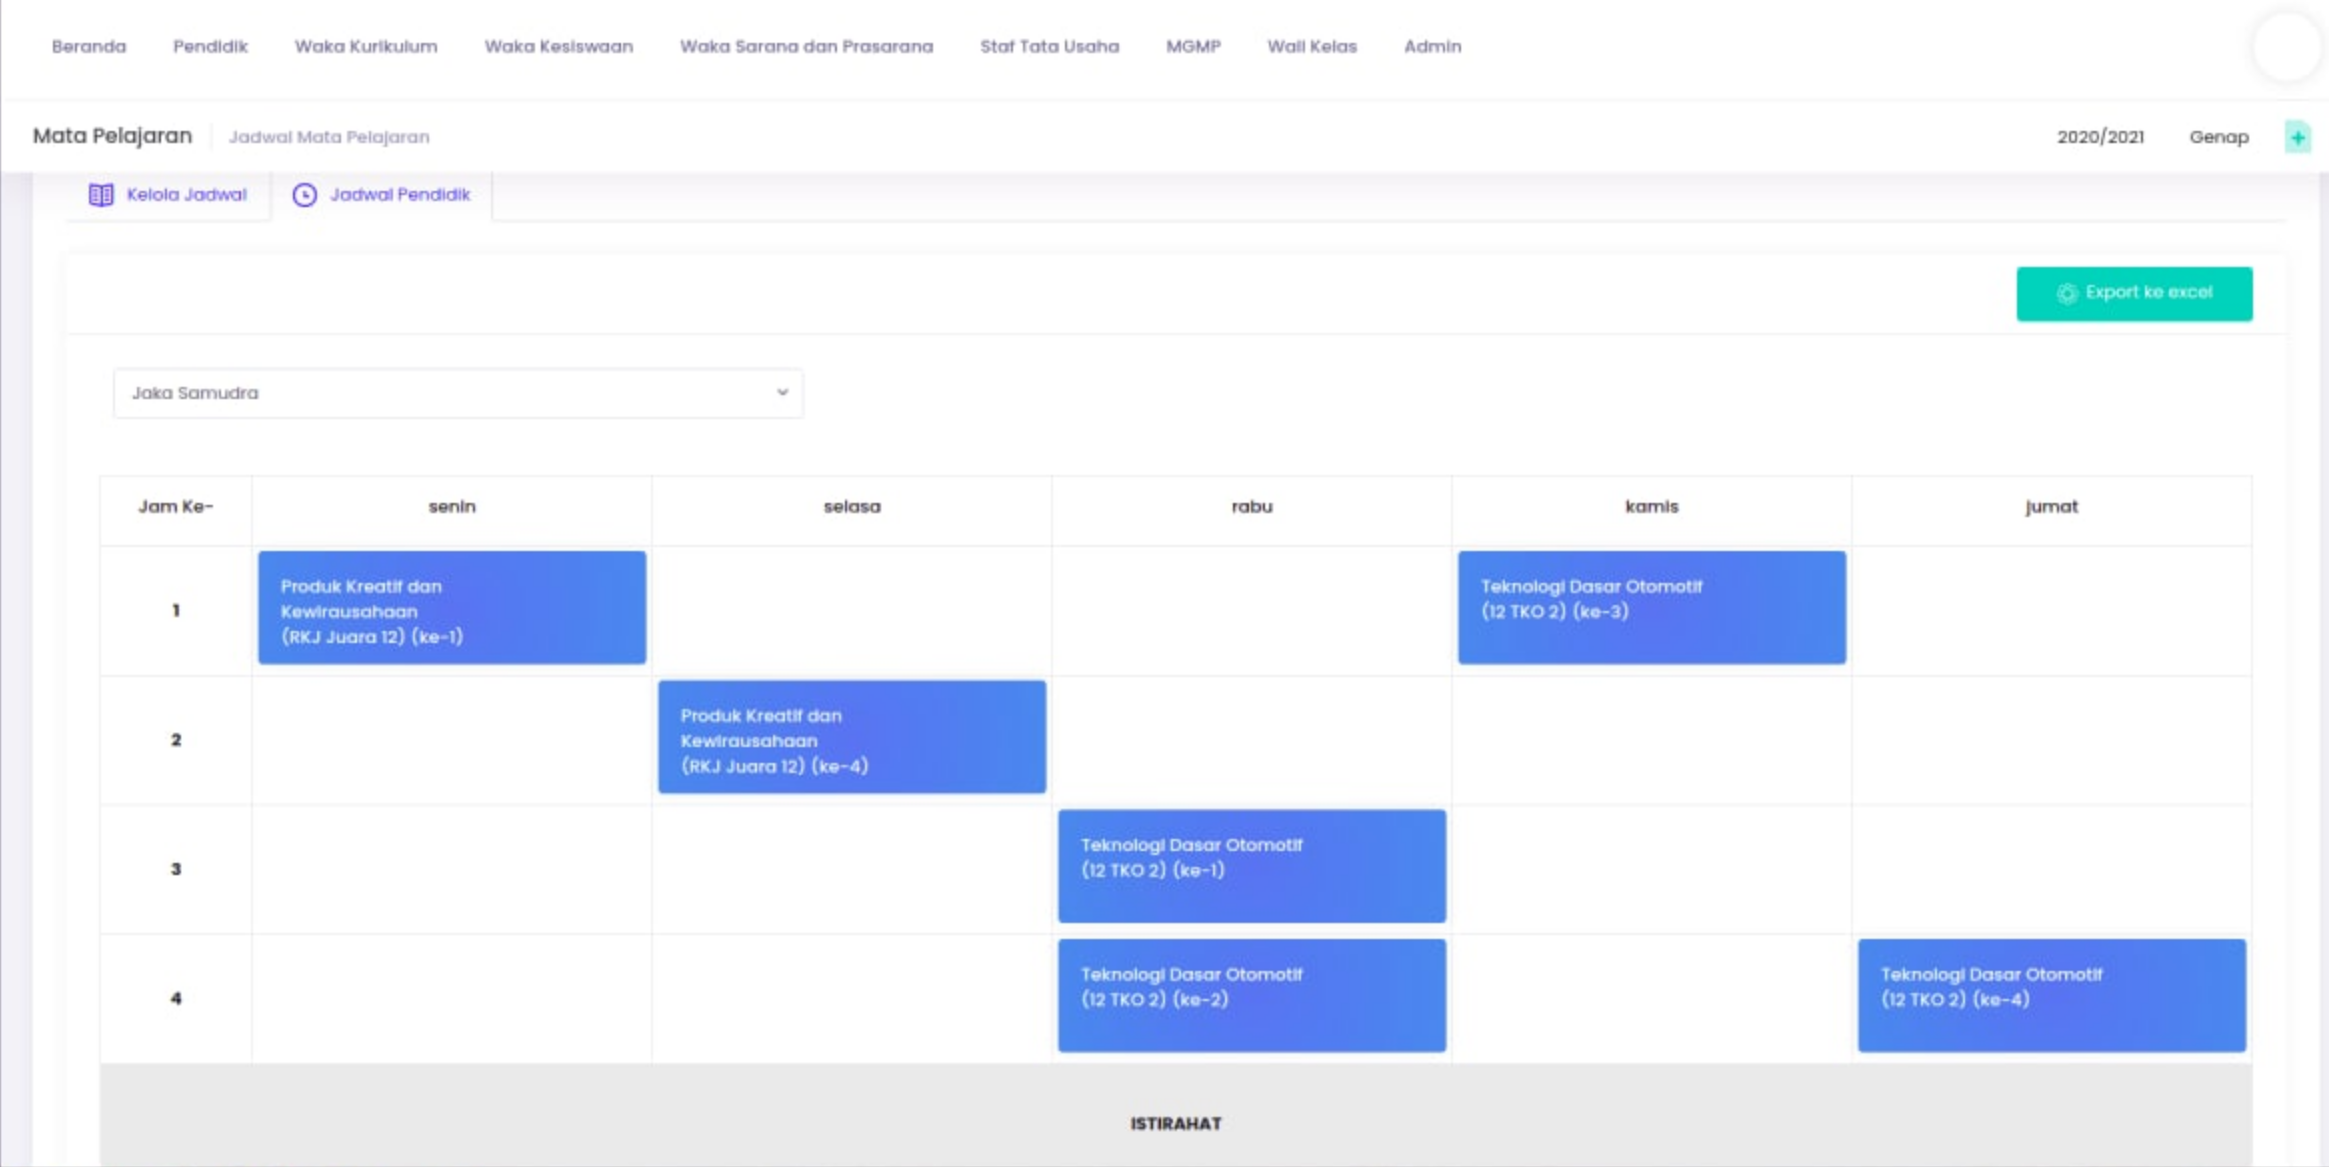 Beranda Pendidik Waka Kurikulum Waka Kesiswaan Waka Sarana dan Prasarana Staf Tata Usaha MGMP Wali Kelas Admin
Mata Pelajaran Jadwal Mata Pelajaran 2020/2021 Genap +
Kelola Jadwal Jadwal Pendidik
Export ke excel
Jaka Samudra
Jam Ke- senin selasa rabu kamis jumat
1
Produk Kreatif dan
Kewirausahaan
(RKJ Juara 12) (ke-1)
Teknologi Dasar Otomotif
(12 TKO 2) (ke-3)
2
Produk Kreatif dan
Kewirausahaan
(RKJ Juara 12) (ke-4)
3
Teknologi Dasar Otomotif
(12 TKO 2) (ke-1)
4
Teknologi Dasar Otomotif
(12 TKO 2) (ke-2)
Teknologi Dasar Otomotif
(12 TKO 2) (ke-4)
ISTIRAHAT